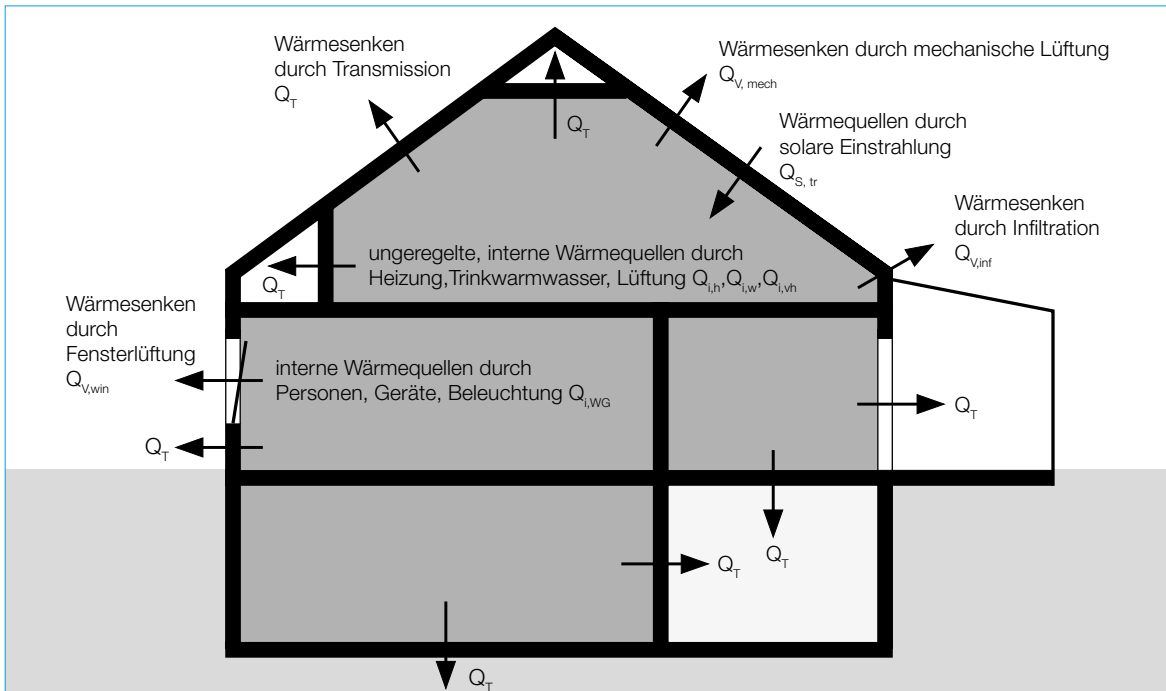 Wärmesenken
durch Transmission
Q_T
Q_T
Wärmesenken durch mechanische Lüftung
Q_V, mech
Wärmequellen durch
solare Einstrahlung
Q_S, tr
Wärmesenken
durch Infiltration
Q_V,inf
ungeregelte, interne Wärmequellen durch
Heizung,Trinkwarmwasser, Lüftung Q_i,h,Q_i,w,Q_i,vh
Q_T
Wärmesenken
durch
Fensterlüftung
Q_V,win
interne Wärmequellen durch
Personen, Geräte, Beleuchtung Q_i,WG
Q_T
Q_T
Q_T
Q_T
Q_T